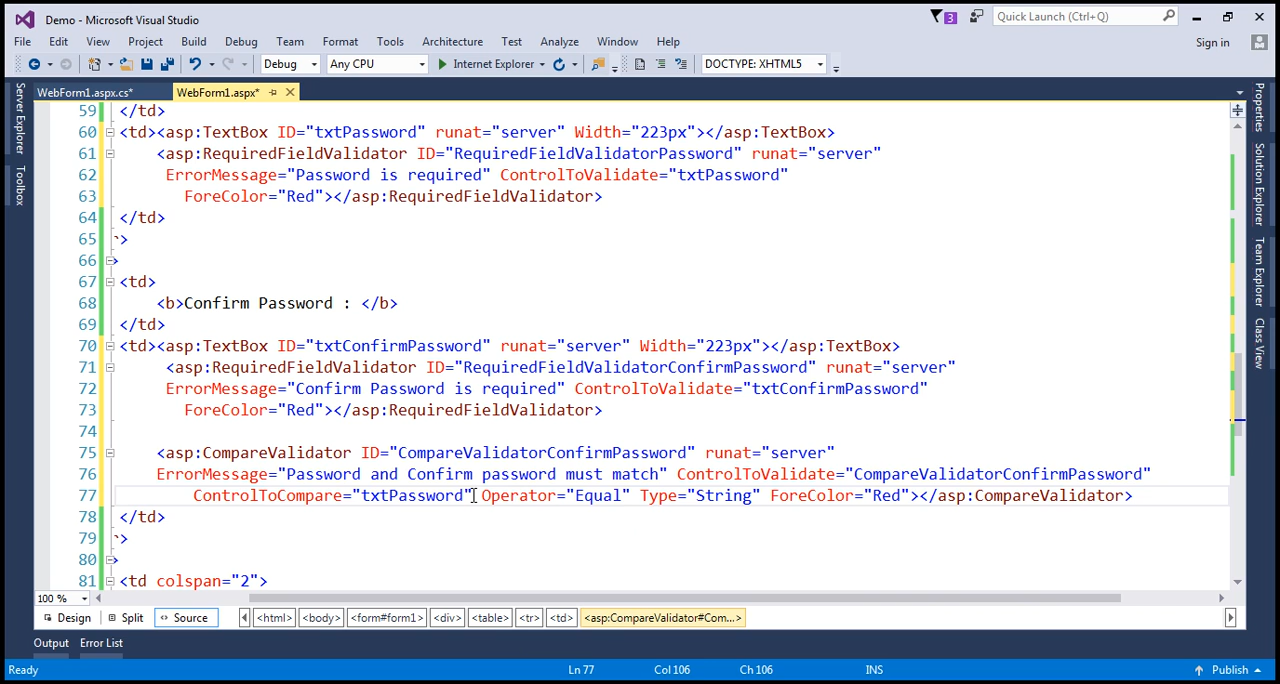 Demo - Microsoft Visual Studio
3
Quick Launch (Ctrl+Q)
File Edit View Project Build Debug Team Format Tools Architecture Test Analyze Window Help
Sign in
Debug Any CPU Internet Explorer DOCTYPE: XHTML5
WebForm1.aspx.cs* WebForm1.aspx*
Server Explorer
Toolbox
59 </td>
60 <td><asp:TextBox ID="txtPassword" runat="server" Width="223px"></asp:TextBox>
61 <asp:RequiredFieldValidator ID="RequiredFieldValidatorPassword" runat="server"
62 ErrorMessage="Password is required" ControlToValidate="txtPassword"
63 ForeColor="Red"></asp:RequiredFieldValidator>
64 </td>
65 >
66 >
67 <td>
68 <b>Confirm Password : </b>
69 </td>
70 <td><asp:TextBox ID="txtConfirmPassword" runat="server" Width="223px"></asp:TextBox>
71 <asp:RequiredFieldValidator ID="RequiredFieldValidatorConfirmPassword" runat="server"
72 ErrorMessage="Confirm Password is required" ControlToValidate="txtConfirmPassword"
73 ForeColor="Red"></asp:RequiredFieldValidator>
74
75 <asp:CompareValidator ID="CompareValidatorConfirmPassword" runat="server"
76 ErrorMessage="Password and Confirm password must match" ControlToValidate="CompareValidatorConfirmPassword"
77 ControlToCompare="txtPassword" Operator="Equal" Type="String" ForeColor="Red"></asp:CompareValidator>
78 </td>
79 >
80 >
81 <td colspan="2">
Properties
Solution Explorer
Team Explorer
Class View
100 %
Design Split Source <html> <body> <form#form1> <div> <table> <tr> <td> <asp:CompareValidator#Com...>
Output Error List
Ready Ln 77 Col 106 Ch 106 INS Publish